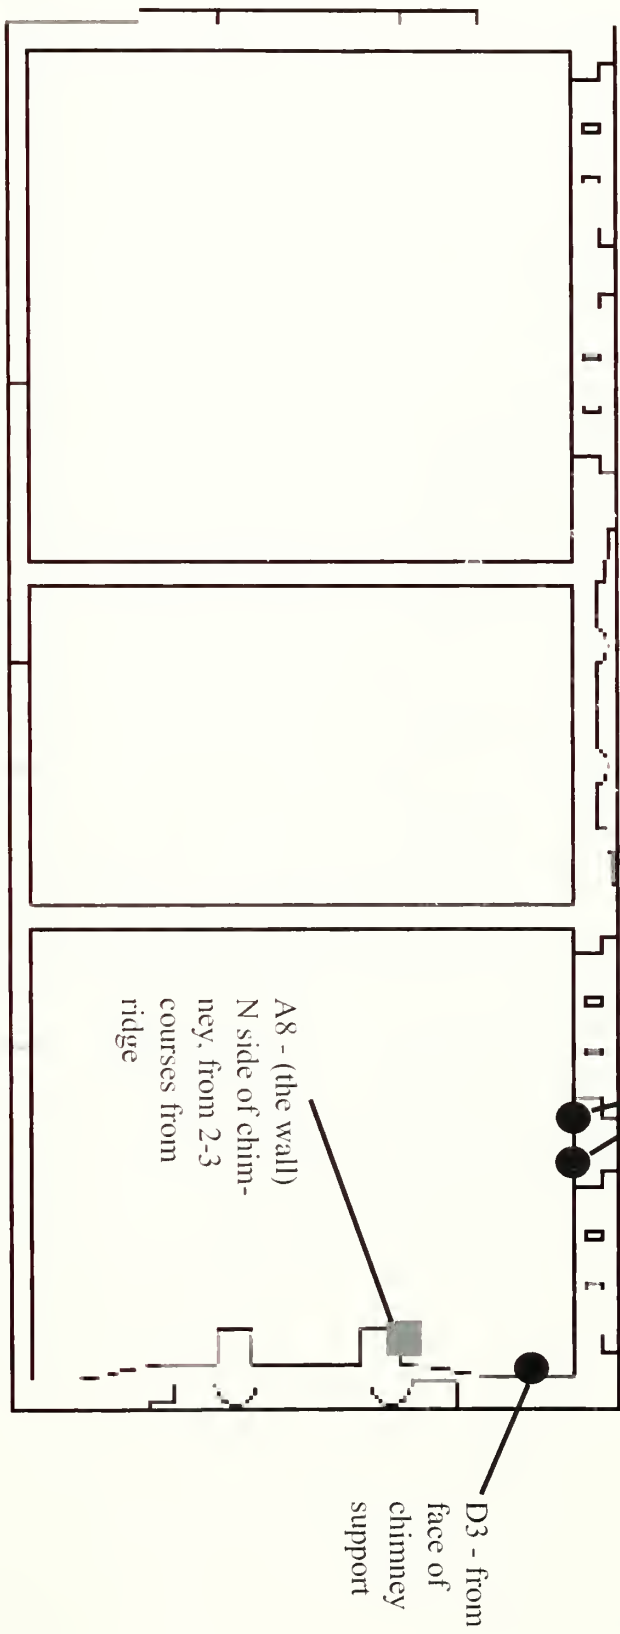 A8 - (the wall)
N side of chim-
ney, from 2-3
courses from
ridge
D3 - from
face of
chimney
support